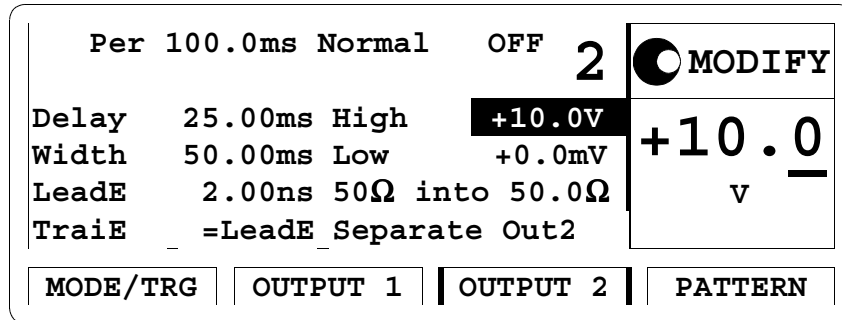 Per 100.0ms Normal OFF 2
MODIFY
Delay 25.00ms High +10.0V
Width 50.00ms Low +0.0mV
LeadE 2.00ns 50Ω into 50.0Ω
TraiE =LeadE Separate Out2
+10.0
V
MODE/TRG OUTPUT 1 OUTPUT 2 PATTERN